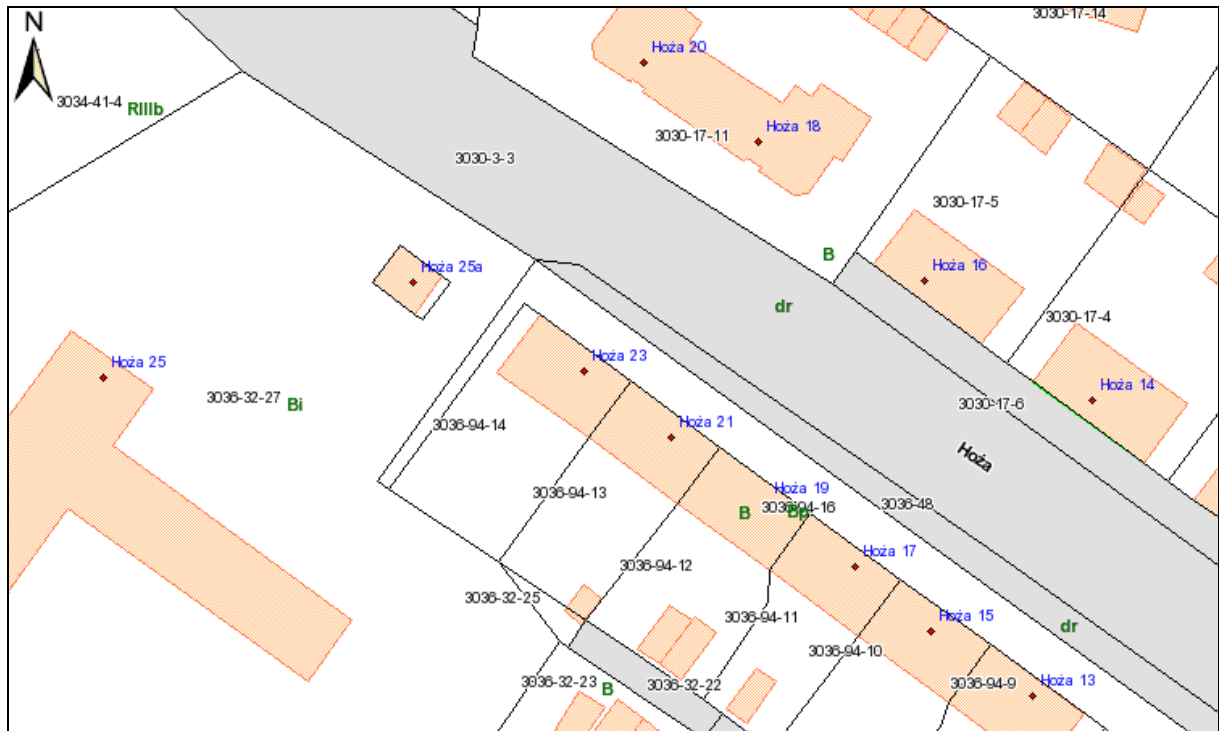 N
3030-17-14
Hoża 20
3034-41-4
RIIIb
Hoża 18
3030-17-11
3030-3-3
3030-17-5
B
Hoża 25a
Hoża 16
dr
3030-17-4
Hoża 23
Hoża 25
Hoża 14
3036-32-27
Bi
3030-17-6
3036-94-14
Hoża 21
Hoża
3036-94-13
Hoża 19
3036-94-16
3036-48
B
Bp
Hoża 17
3036-94-12
3036-32-25
3036-94-11
Hoża 15
dr
3036-94-10
3036-32-23
B
3036-32-22
3036-94-9
Hoża 13